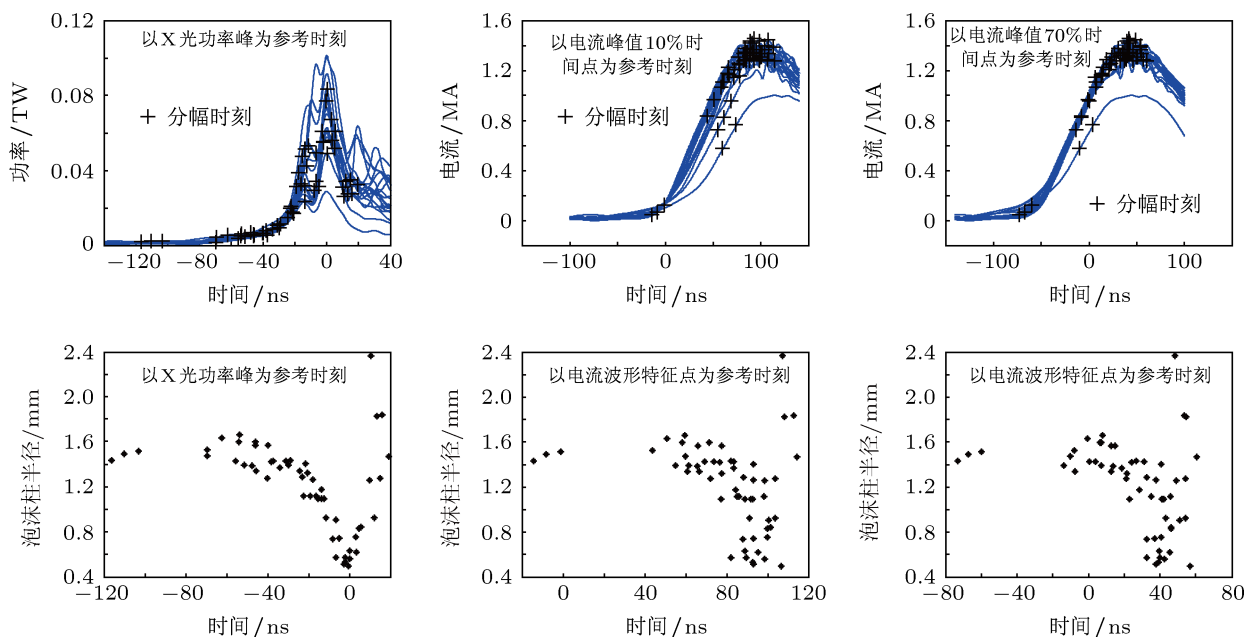 0.12
0.08
0.04
0
功率/TW
以X光功率峰为参考时刻
+ 分幅时刻
−120
−80
−40
0
40
时间/ns
1.6
1.2
0.8
0.4
0
电流/MA
以电流峰值10%时
间点为参考时刻
+ 分幅时刻
−100
0
100
时间/ns
1.6
1.2
0.8
0.4
0
电流/MA
以电流峰值70%时
间点为参考时刻
+ 分幅时刻
−100
0
100
时间/ns
2.4
2.0
1.6
1.2
0.8
0.4
泡沫柱半径/mm
以X光功率峰为参考时刻
−120
−80
−40
0
时间/ns
2.4
2.0
1.6
1.2
0.8
0.4
泡沫柱半径/mm
以电流波形特征点为参考时刻
0
40
80
120
时间/ns
2.4
2.0
1.6
1.2
0.8
0.4
泡沫柱半径/mm
以电流波形特征点为参考时刻
−80
−40
0
40
80
时间/ns